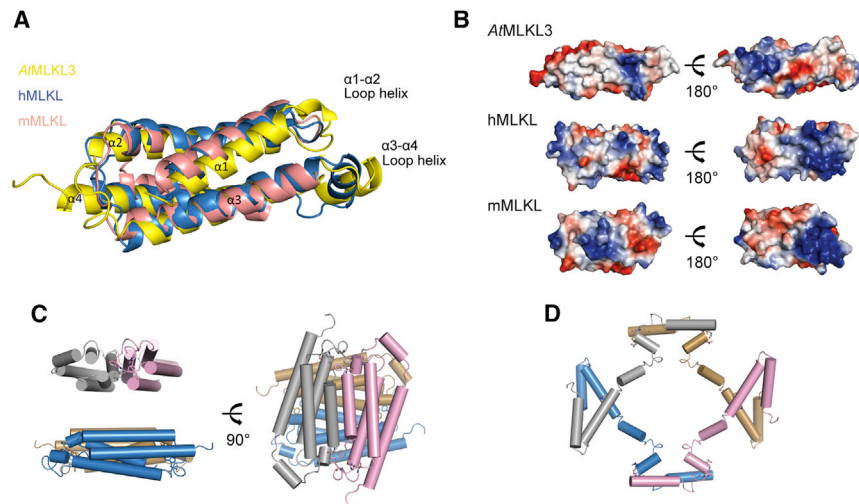 A
AtMLKL3
hMLKL
mMLKL
α1-α2
Loop helix
α3-α4
Loop helix
α2
α1
α4
α3
B
AtMLKL3
180°
hMLKL
180°
mMLKL
180°
C
90°
D